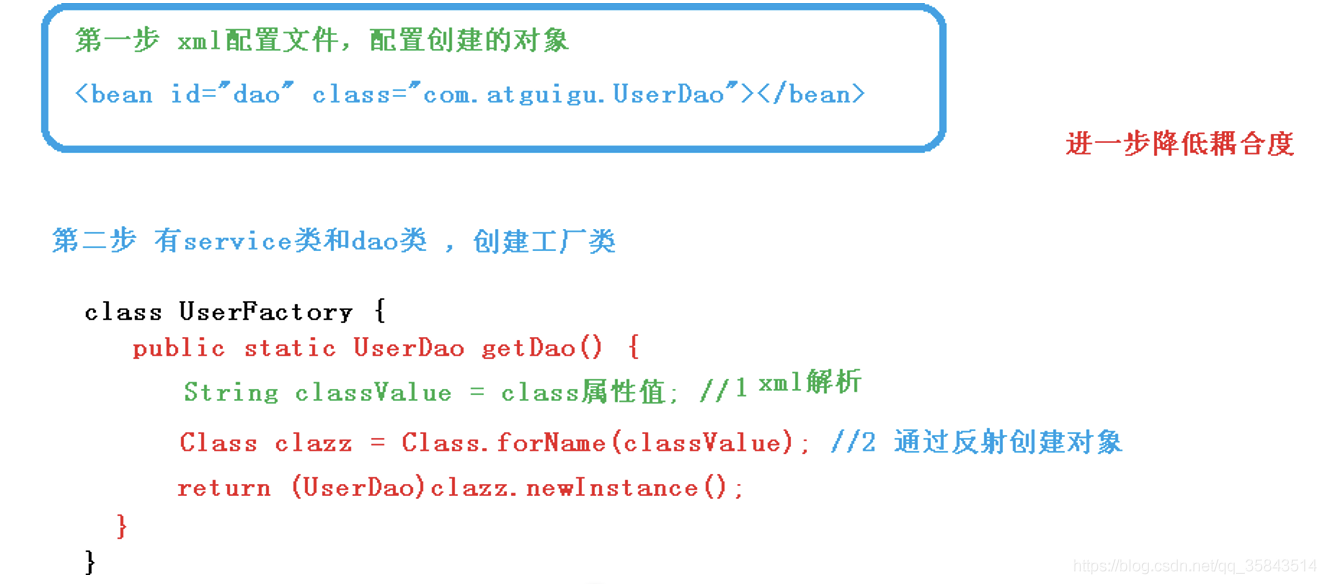 第一步 xml配置文件，配置创建的对象
<bean id="dao" class="com.atguigu.UserDao"></bean>
进一步降低耦合度
第二步 有service类和dao类 ，创建工厂类
class UserFactory {
public static UserDao getDao() {
String classValue = class属性值; //1 xml解析
Class clazz = Class.forName(classValue); //2 通过反射创建对象
return (UserDao)clazz.newInstance();
}
}
https://blog.csdn.net/qq_35843514